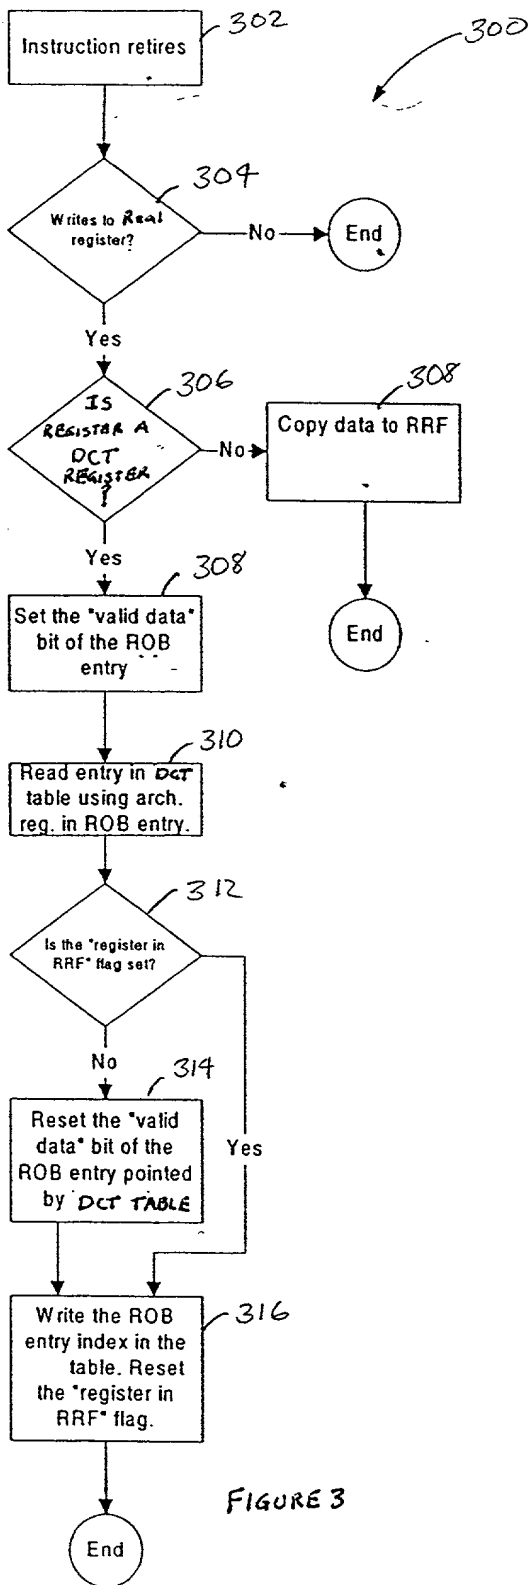 Instruction retires
302
300
304
Writes to Real
register?
No
End
Yes
306
IS
REGISTER A
DCT
REGISTER
?
No
308
Copy data to RRF
End
Yes
308
Set the "valid data"
bit of the ROB
entry
310
Read entry in DCT
table using arch.
reg. in ROB entry.
312
Is the "register in
RRF" flag set?
No
Yes
314
Reset the "valid
data" bit of the
ROB entry pointed
by DCT TABLE
316
Write the ROB
entry index in the
table. Reset
the "register in
RRF" flag.
End
FIGURE 3